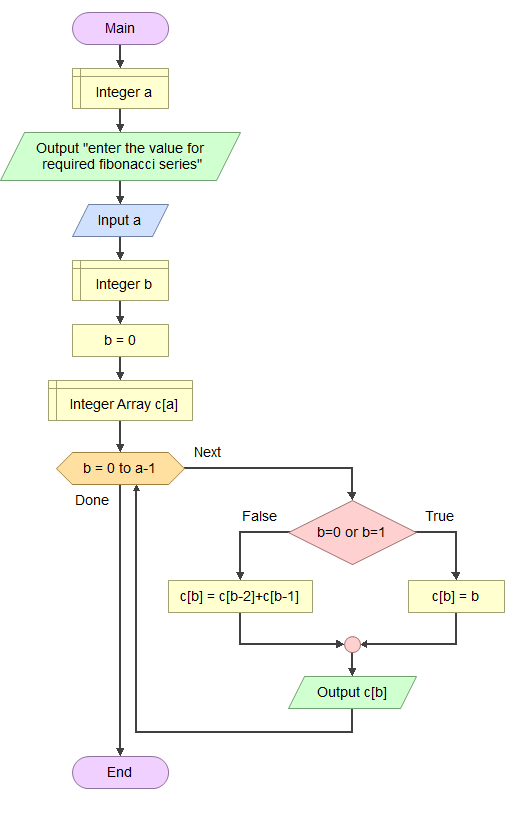 Main
Integer a
Output "enter the value for
required fibonacci series"
Input a
Integer b
b = 0
Integer Array c[a]
b = 0 to a-1
Next
Done
b=0 or b=1
False
True
c[b] = c[b-2]+c[b-1]
c[b] = b
Output c[b]
End